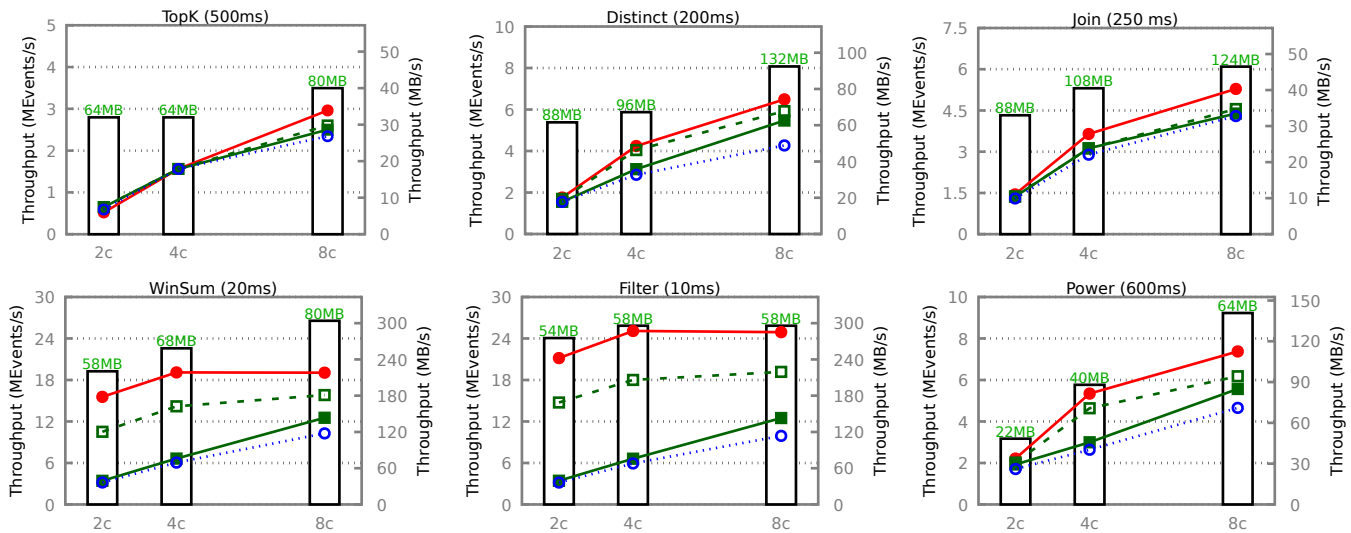 TopK (500ms)
Throughput (MEvents/s)
5
4
3
2
1
0
64MB
64MB
80MB
2c
4c
8c
50
40
30
20
10
0
Throughput (MB/s)
Distinct (200ms)
Throughput (MEvents/s)
10
8
6
4
2
0
88MB
96MB
132MB
2c
4c
8c
100
80
60
40
20
0
Throughput (MB/s)
Join (250 ms)
Throughput (MEvents/s)
7.5
6
4.5
3
1.5
0
88MB
108MB
124MB
2c
4c
8c
50
40
30
20
10
0
Throughput (MB/s)
WinSum (20ms)
Throughput (MEvents/s)
30
24
18
12
6
0
58MB
68MB
80MB
2c
4c
8c
300
240
180
120
60
0
Throughput (MB/s)
Filter (10ms)
Throughput (MEvents/s)
30
24
18
12
6
0
54MB
58MB
58MB
2c
4c
8c
300
240
180
120
60
0
Throughput (MB/s)
Power (600ms)
Throughput (MEvents/s)
10
8
6
4
2
0
22MB
40MB
64MB
2c
4c
8c
150
120
90
60
30
0
Throughput (MB/s)